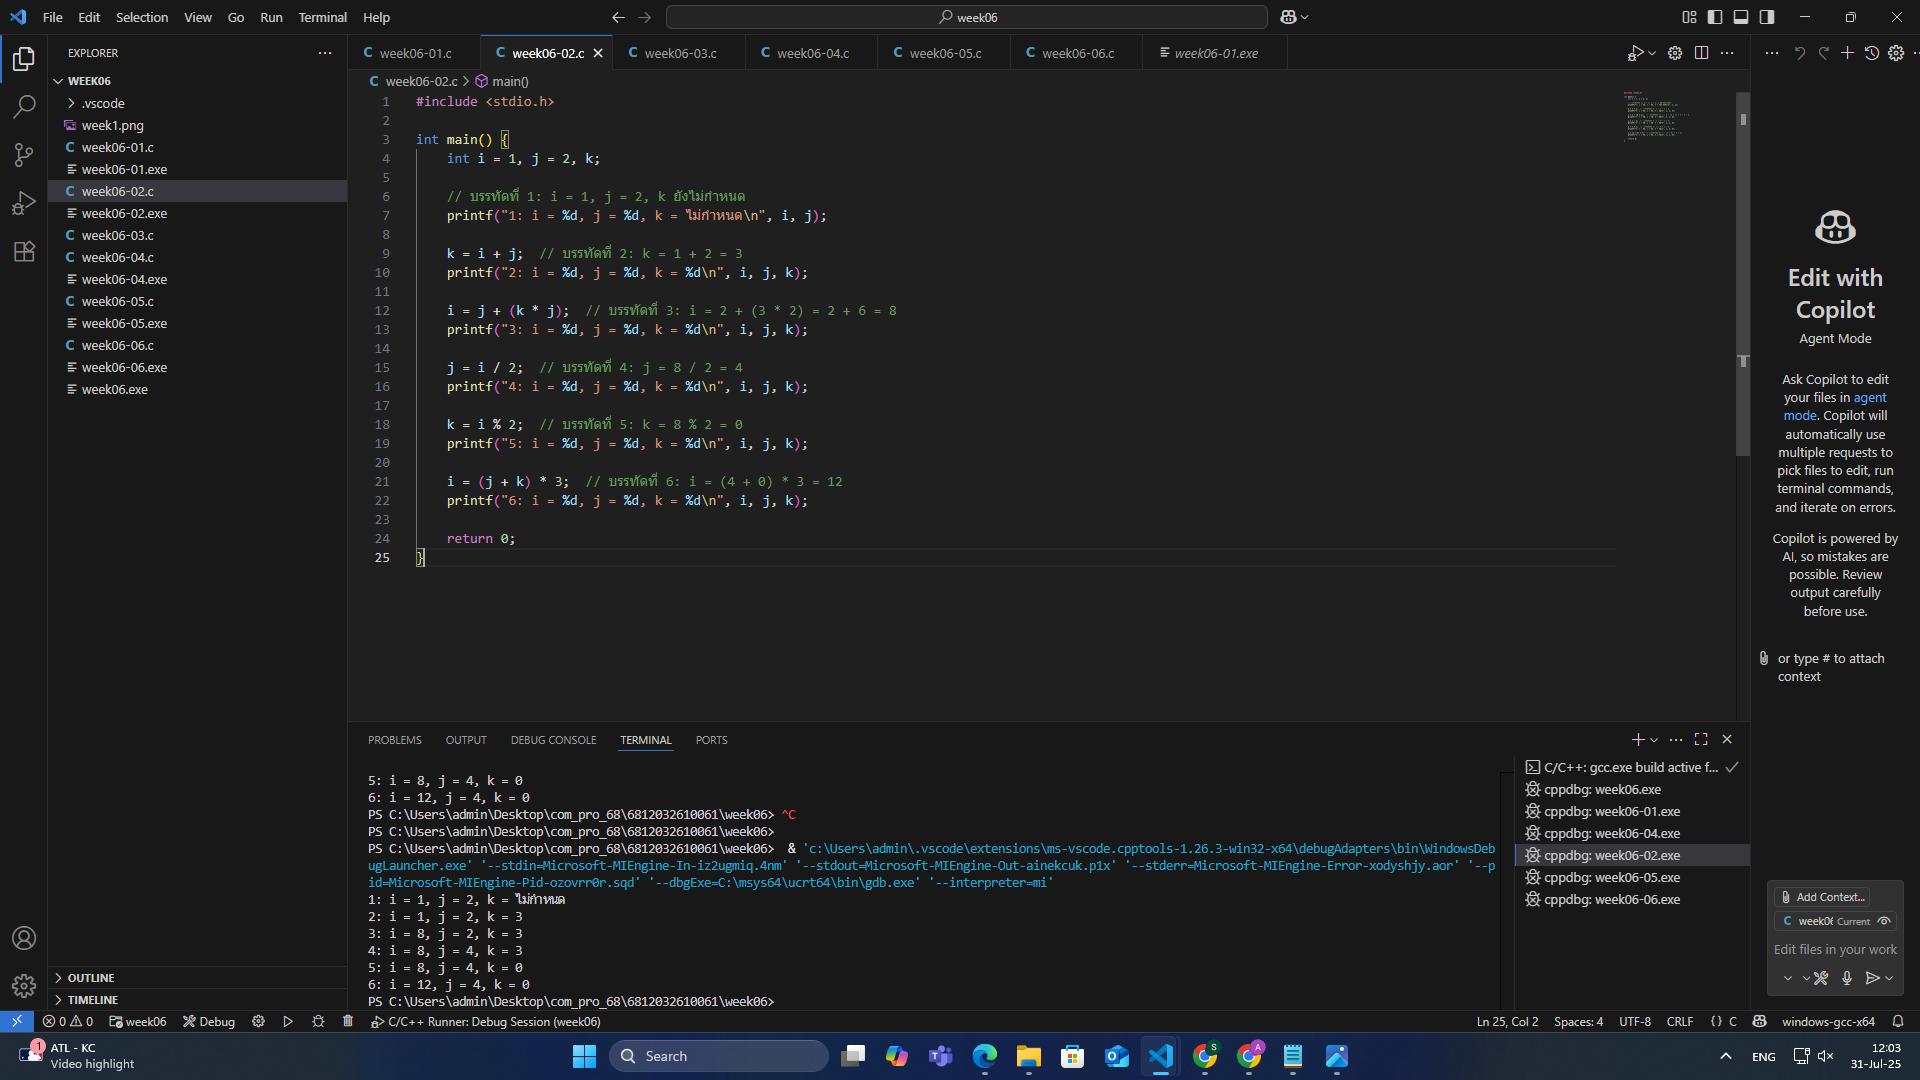 File Edit Selection View Go Run Terminal Help
week06
EXPLORER
WEEK06
.vscode
week1.png
week06-01.c
week06-01.exe
week06-02.c
week06-02.exe
week06-03.c
week06-04.c
week06-04.exe
week06-05.c
week06-05.exe
week06-06.c
week06-06.exe
week06.exe
OUTLINE
TIMELINE
week06-01.c week06-02.c week06-03.c week06-04.c week06-05.c week06-06.c week06-01.exe
week06-02.c > main()
1 #include <stdio.h>
2
3 int main() {
4 int i = 1, j = 2, k;
5
6 // บรรทัดที่ 1: i = 1, j = 2, k ยังไม่กำหนด
7 printf("1: i = %d, j = %d, k = ไม่กำหนด\n", i, j);
8
9 k = i + j; // บรรทัดที่ 2: k = 1 + 2 = 3
10 printf("2: i = %d, j = %d, k = %d\n", i, j, k);
11
12 i = j + (k * j); // บรรทัดที่ 3: i = 2 + (3 * 2) = 2 + 6 = 8
13 printf("3: i = %d, j = %d, k = %d\n", i, j, k);
14
15 j = i / 2; // บรรทัดที่ 4: j = 8 / 2 = 4
16 printf("4: i = %d, j = %d, k = %d\n", i, j, k);
17
18 k = i % 2; // บรรทัดที่ 5: k = 8 % 2 = 0
19 printf("5: i = %d, j = %d, k = %d\n", i, j, k);
20
21 i = (j + k) * 3; // บรรทัดที่ 6: i = (4 + 0) * 3 = 12
22 printf("6: i = %d, j = %d, k = %d\n", i, j, k);
23
24 return 0;
25 }
PROBLEMS OUTPUT DEBUG CONSOLE TERMINAL PORTS
5: i = 8, j = 4, k = 0
6: i = 12, j = 4, k = 0
PS C:\Users\admin\Desktop\com_pro_68\6812032610061\week06> ^C
PS C:\Users\admin\Desktop\com_pro_68\6812032610061\week06>
PS C:\Users\admin\Desktop\com_pro_68\6812032610061\week06> & 'c:\Users\admin\.vscode\extensions\ms-vscode.cpptools-1.26.3-win32-x64\debugAdapters\bin\WindowsDeb
ugLauncher.exe' '--stdin=Microsoft-MIEngine-In-iz2ugmiq.4nm' '--stdout=Microsoft-MIEngine-Out-ainekcuk.p1x' '--stderr=Microsoft-MIEngine-Error-xodyshjy.aor' '--p
id=Microsoft-MIEngine-Pid-ozovrr0r.sqd' '--dbgExe=C:\msys64\ucrt64\bin\gdb.exe' '--interpreter=mi'
1: i = 1, j = 2, k = ไม่กำหนด
2: i = 1, j = 2, k = 3
3: i = 8, j = 2, k = 3
4: i = 8, j = 4, k = 3
5: i = 8, j = 4, k = 0
6: i = 12, j = 4, k = 0
PS C:\Users\admin\Desktop\com_pro_68\6812032610061\week06>
C/C++: gcc.exe build active f...
cppdbg: week06.exe
cppdbg: week06-01.exe
cppdbg: week06-04.exe
cppdbg: week06-02.exe
cppdbg: week06-05.exe
cppdbg: week06-06.exe
Edit with
Copilot
Agent Mode
Ask Copilot to edit
your files in agent
mode. Copilot will
automatically use
multiple requests to
pick files to edit, run
terminal commands,
and iterate on errors.
Copilot is powered by
AI, so mistakes are
possible. Review
output carefully
before use.
or type # to attach
context
Add Context...
week06 Current
Edit files in your work
0 0 week06 Debug C/C++ Runner: Debug Session (week06)
Ln 25, Col 2 Spaces: 4 UTF-8 CRLF {} C windows-gcc-x64
1
ATL - KC
Video highlight
Search
S
A
ENG
12:03
31-Jul-25